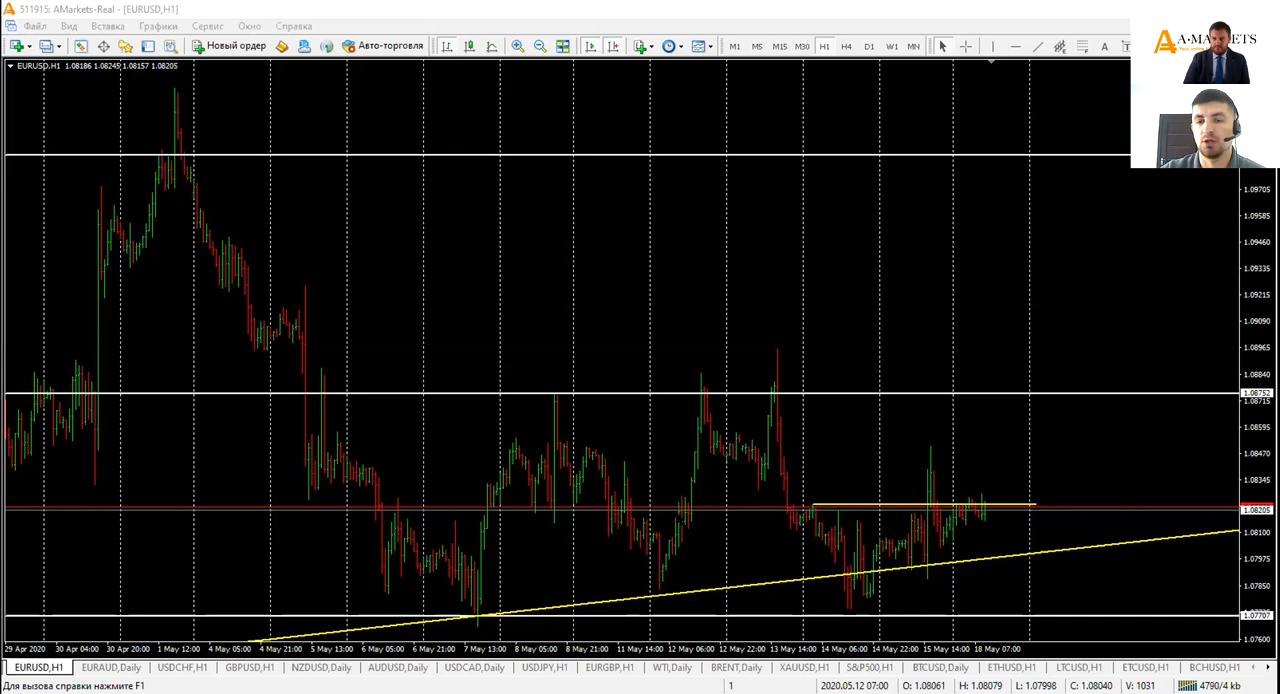 511915: AMarkets-Real - [EURUSD,H1]
Файл Вид Вставка Графики Сервис Окно Справка
Новый ордер Авто-торговля M1 M5 M15 M30 H1 H4 D1 W1 MN A T
A·MARKETS
EURUSD,H1 1.08186 1.08245 1.08157 1.08205
1.09705
1.09585
1.09460
1.09335
1.09215
1.09090
1.08965
1.08840
1.08752
1.08715
1.08595
1.08470
1.08345
1.08205
1.08100
1.07975
1.07850
1.07707
1.07600
29 Apr 2020 30 Apr 04:00 30 Apr 20:00 1 May 12:00 4 May 05:00 4 May 21:00 5 May 13:00 6 May 05:00 6 May 21:00 7 May 13:00 8 May 05:00 8 May 21:00 11 May 14:00 12 May 06:00 12 May 22:00 13 May 14:00 14 May 06:00 14 May 22:00 15 May 14:00 18 May 07:00
EURUSD,H1 EURAUD,Daily USDCHF,H1 GBPUSD,H1 NZDUSD,Daily AUDUSD,Daily USDCAD,Daily USDJPY,H1 EURGBP,H1 WTI,Daily BRENT,Daily XAUUSD,H1 S&P500,H1 BTCUSD,Daily ETHUSD,H1 LTCUSD,H1 ETCUSD,H1 BCHUSD,H1
Для вызова справки нажмите F1 1 2020.05.12 07:00 O: 1.08061 H: 1.08079 L: 1.07998 C: 1.08040 V: 1031 4790/4 kb